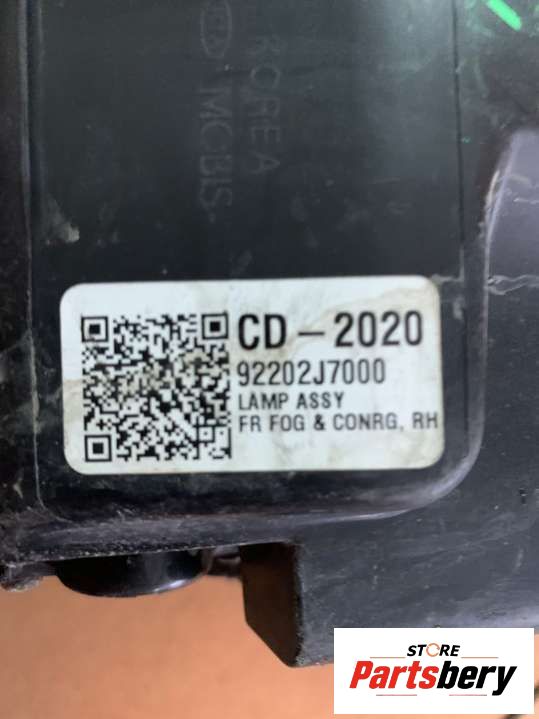 KOREA
MOBIS.
CD-2020
92202J7000
LAMP ASSY
FR FOG & CONRG, RH
STORE
Partsbery